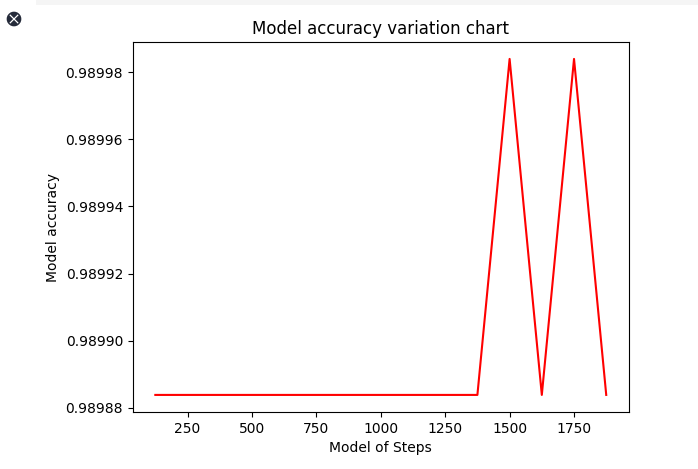 Model accuracy variation chart
0.98998
0.98996
0.98994
0.98992
0.98990
0.98988
Model accuracy
250 500 750 1000 1250 1500 1750
Model of Steps